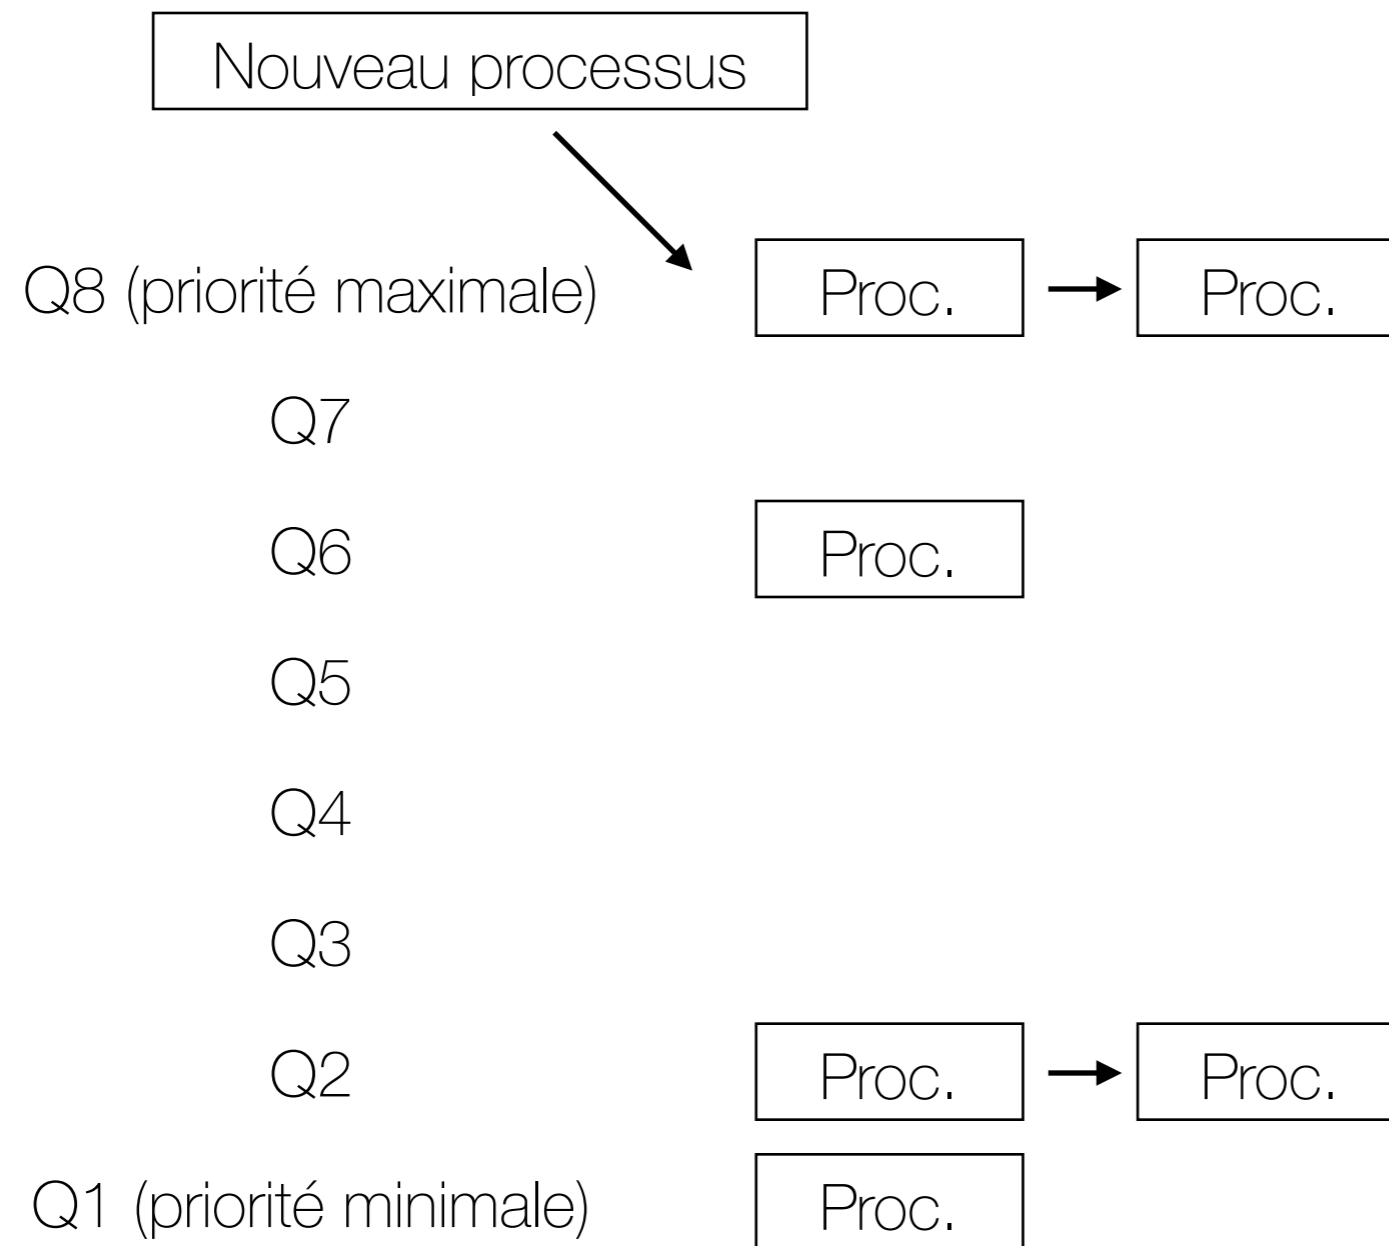 Nouveau processus
Q8 (priorité maximale) Proc. Proc.
Q7
Q6 Proc.
Q5
Q4
Q3
Q2 Proc. Proc.
Q1 (priorité minimale) Proc.